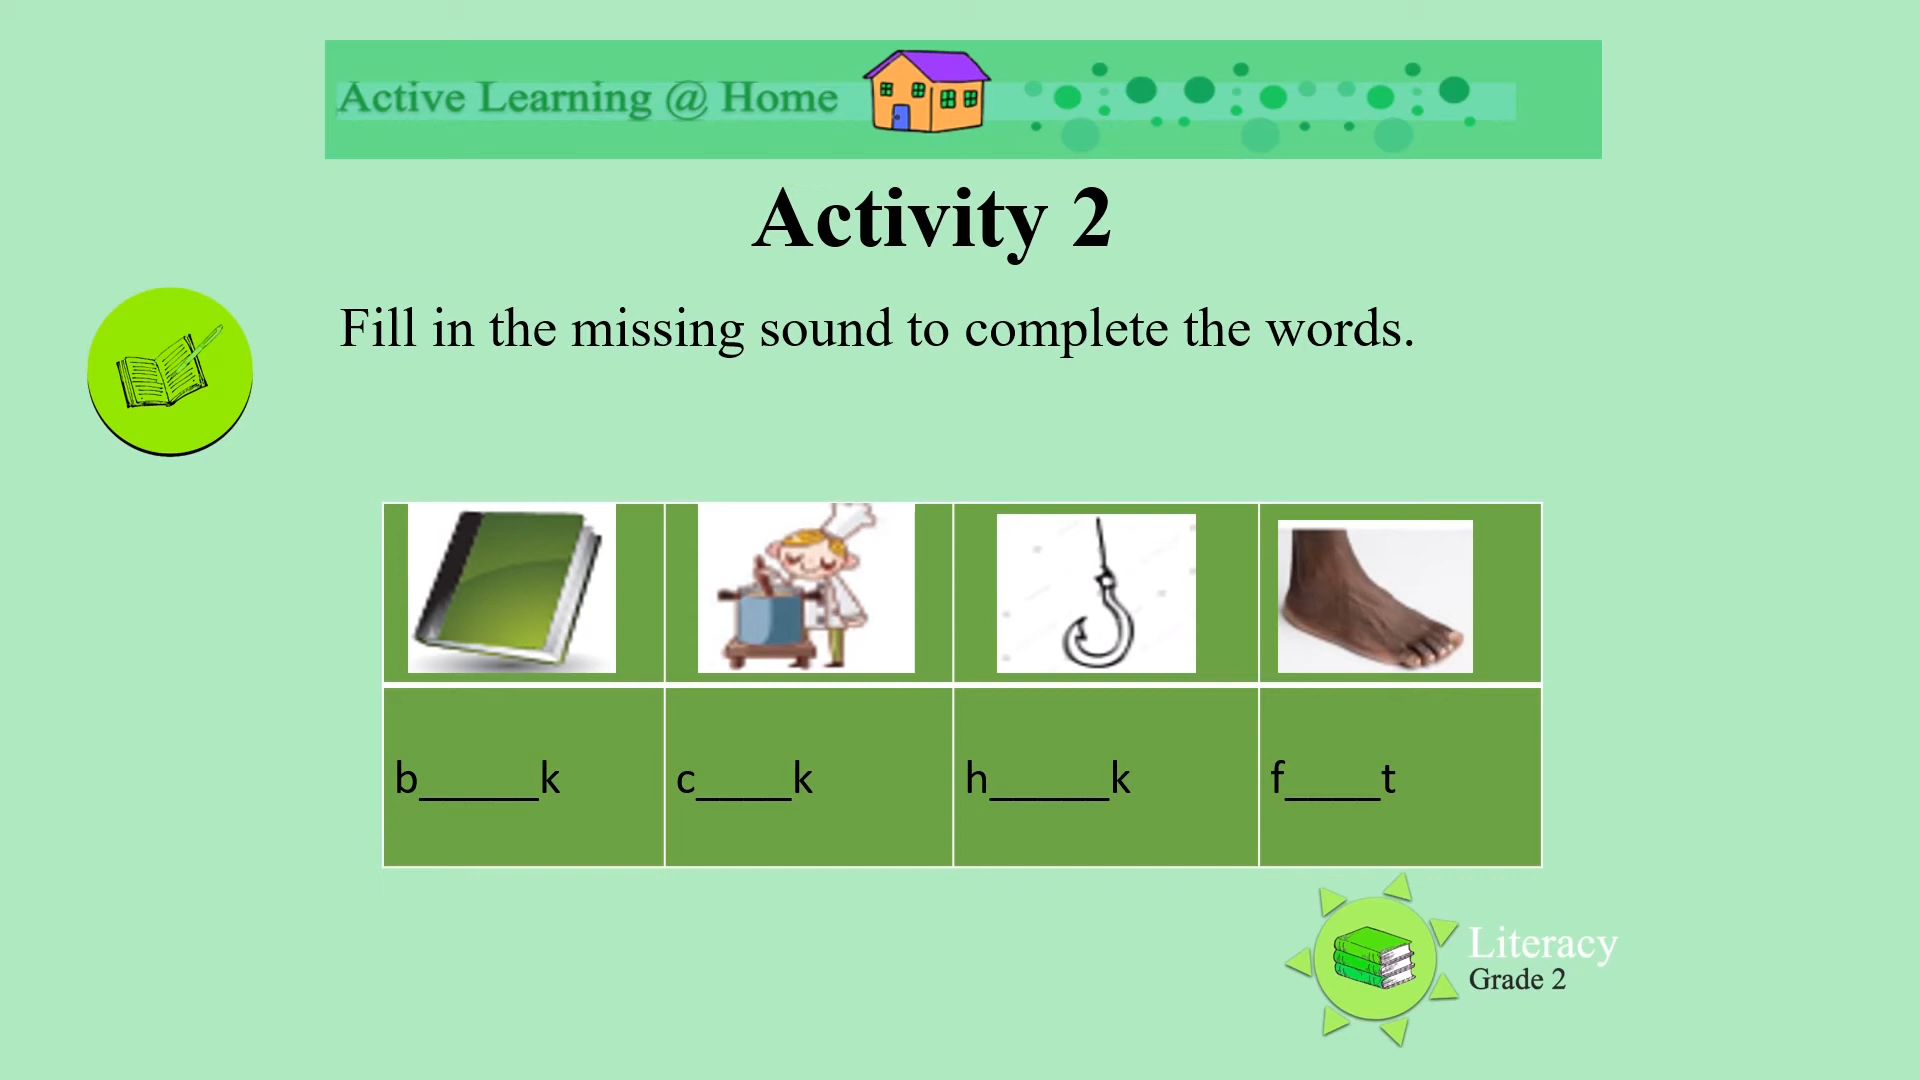 Active Learning @ Home
Activity 2
Fill in the missing sound to complete the words.
b_____k
c____k
h_____k
f____t
Literacy
Grade 2